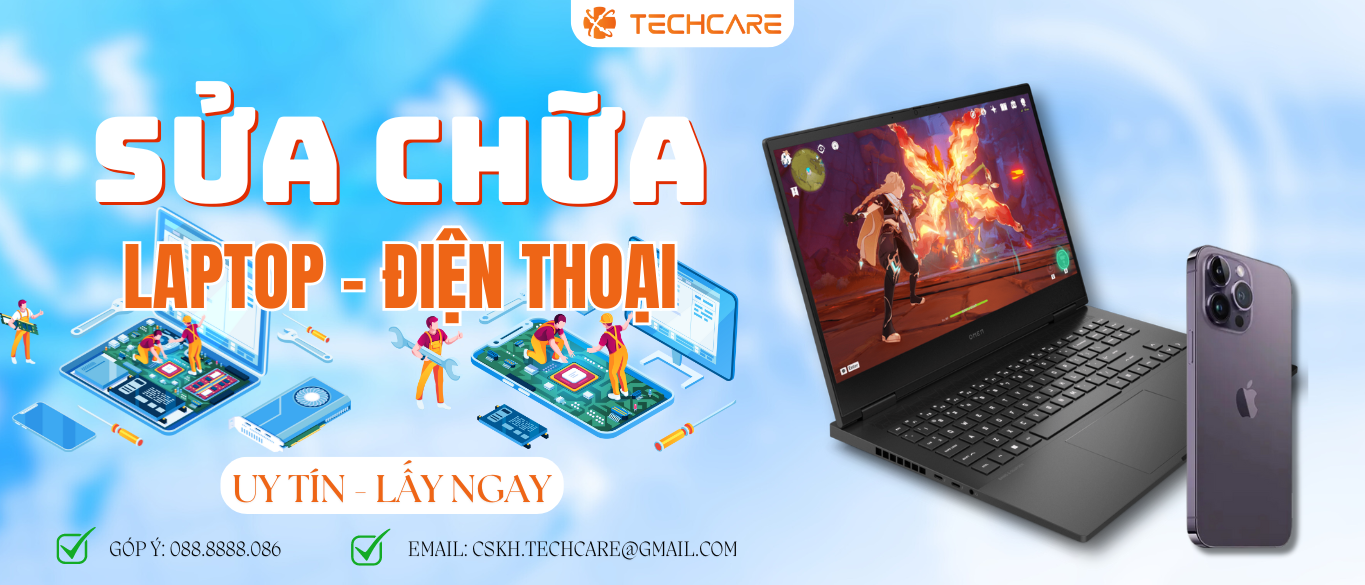 TECHCARE
SỬA CHỮA
LAPTOP - ĐIỆN THOẠI
UY TÍN - LẤY NGAY
GÓP Ý: 088.8888.086
EMAIL: CSKH.TECHCARE@GMAIL.COM
OMEN